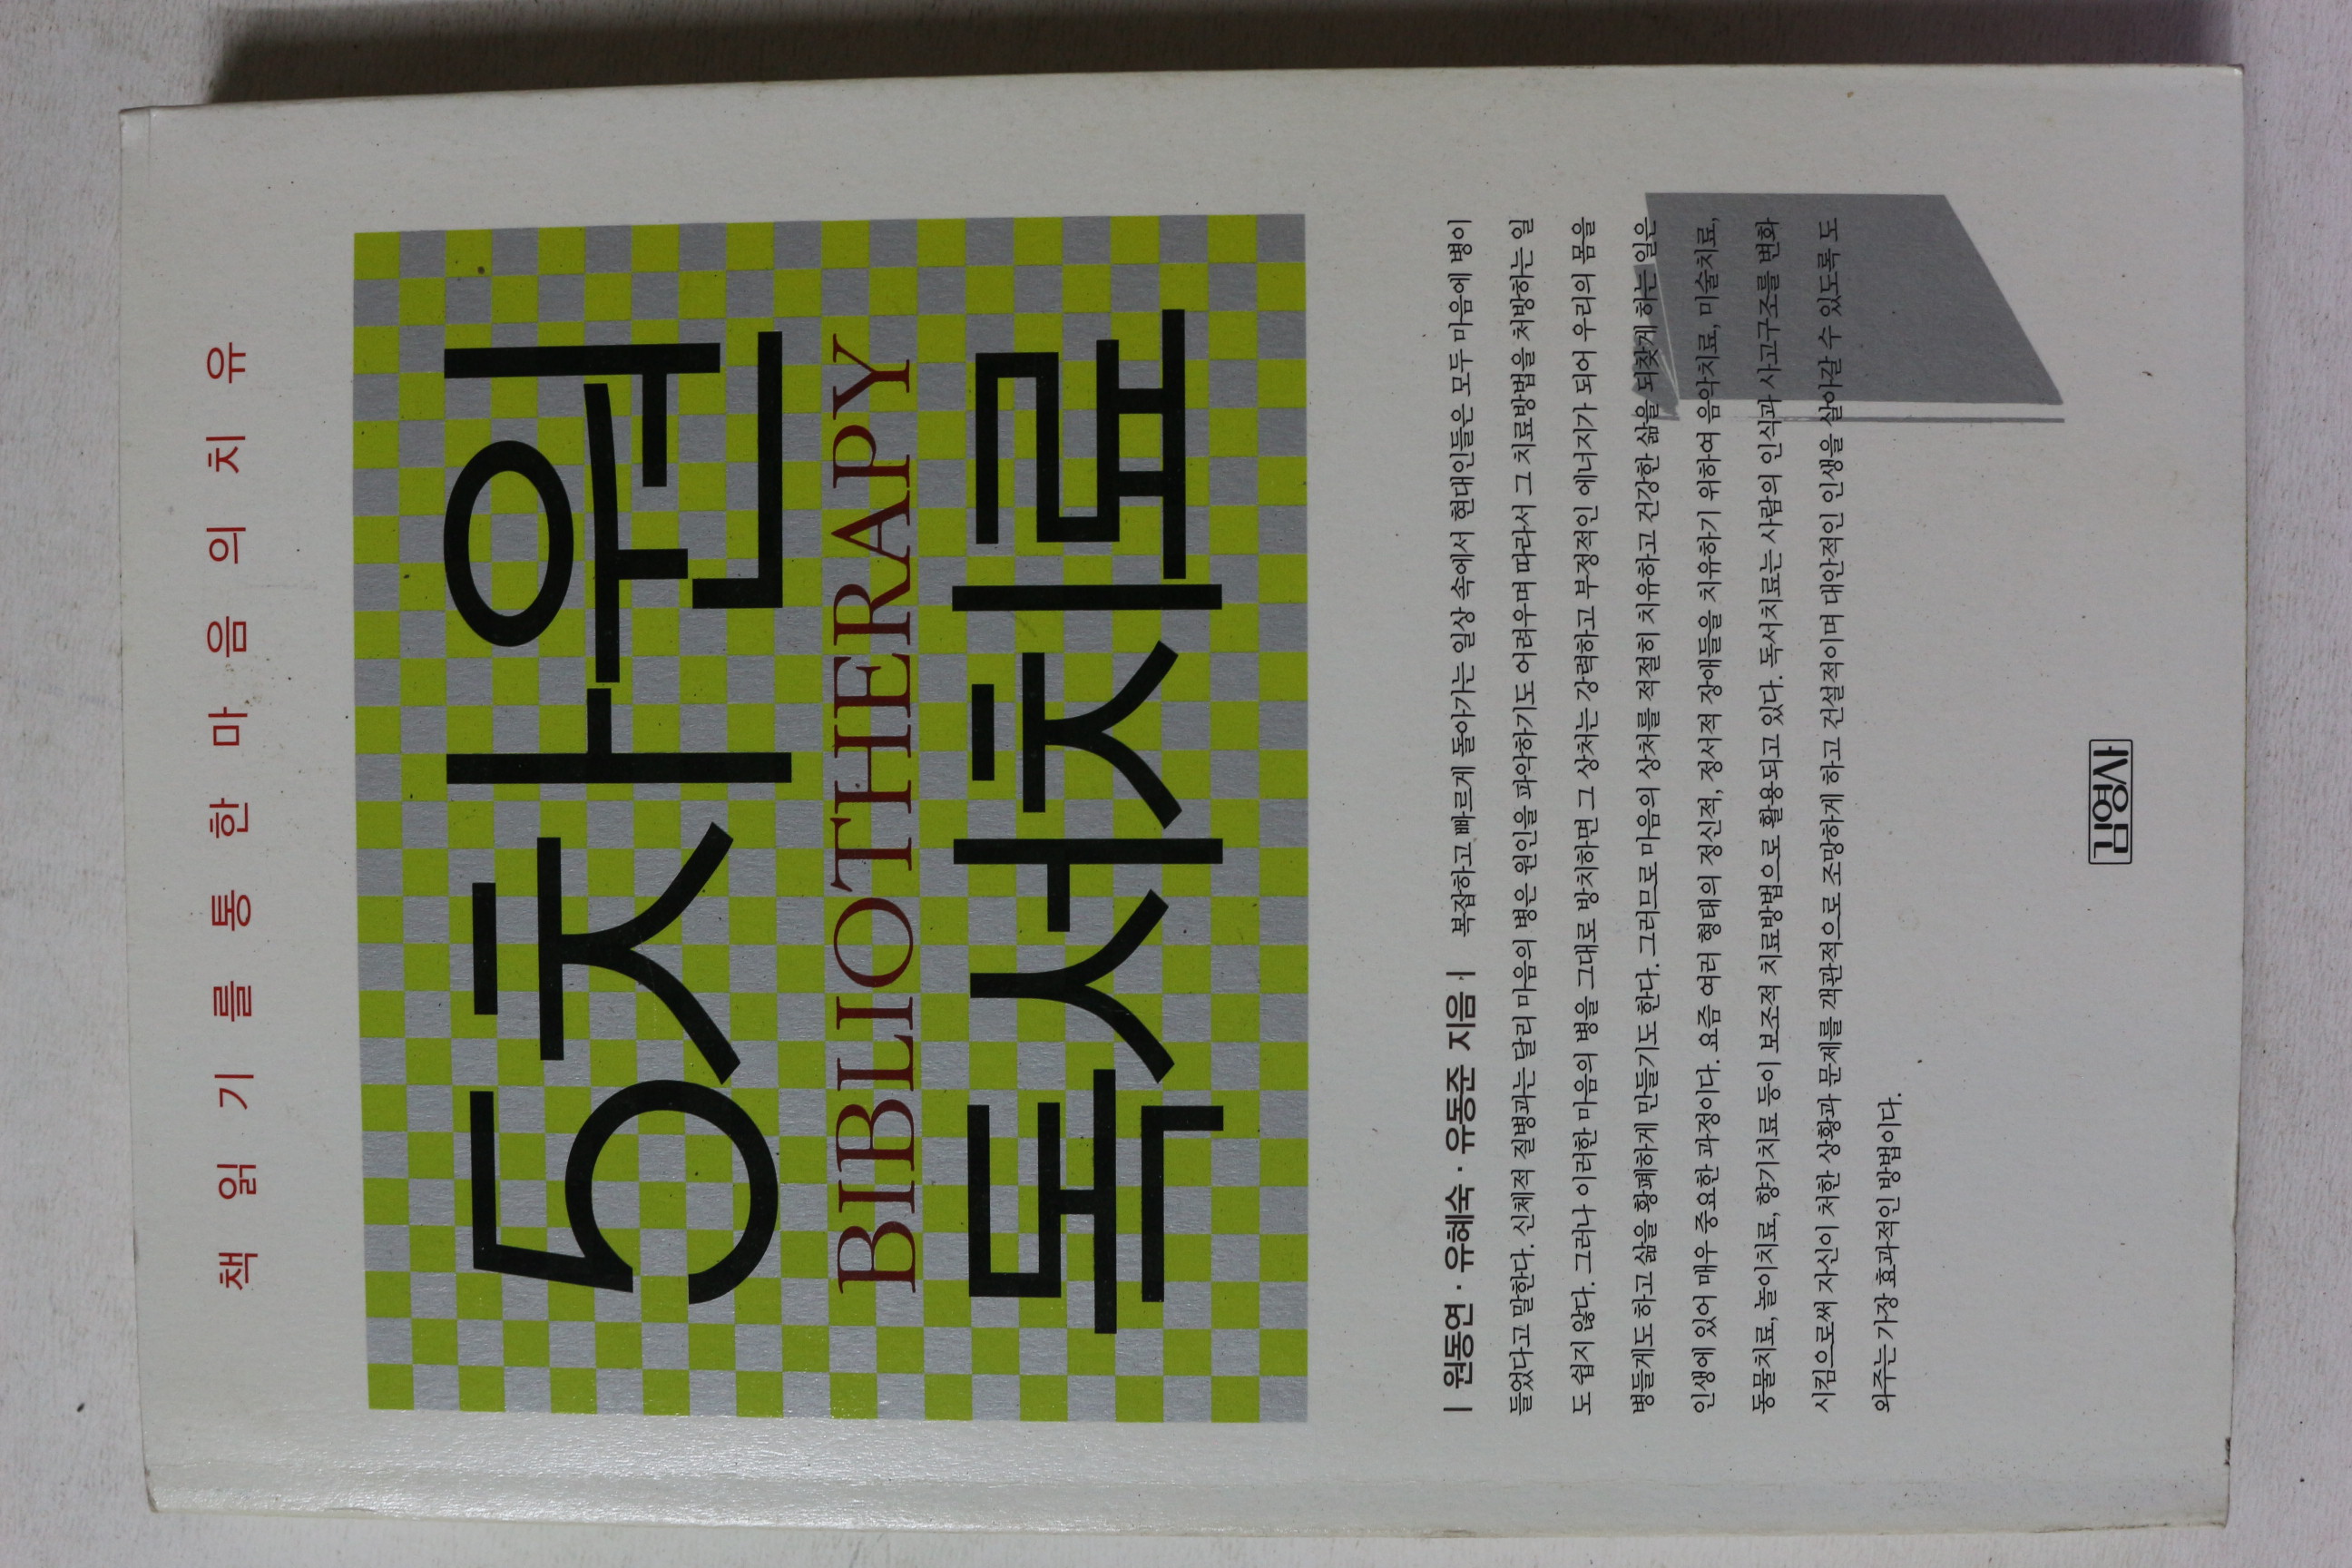 책 읽 기 를 통 한 마 음 의 치 유
5차원
BIBLIOTHERAPY
독서치료
| 원동연 · 유혜숙 · 유동준 지음 | 복잡하고 빠르게 돌아가는 일상 속에서 현대인들은 모두 마음에 병이
들었다고 말한다. 신체적 질병과는 달리 마음의 병은 원인을 파악하기도 어려우며 따라서 그 치료방법을 처방하는 일
도 쉽지 않다. 그러나 이러한 마음의 병을 그대로 방치하면 그 상처는 강력하고 부정적인 에너지가 되어 우리의 몸을
병들게도 하고 삶을 황폐하게 만들기도 한다. 그러므로 마음의 상처를 적절히 치유하고 건강한 삶을 되찾게 하는 일은
인생에 있어 매우 중요한 과정이다. 요즘 여러 형태의 정신적, 정서적 장애들을 치유하기 위하여 음악치료, 미술치료,
동물치료, 놀이치료, 향기치료 등이 보조적 치료방법으로 활용되고 있다. 독서치료는 사람의 인식과 사고구조를 변화
시킴으로써 자신이 처한 상황과 문제를 객관적으로 조망하게 하고 건설적이며 대안적인 인생을 살아갈 수 있도록 도
와주는 가장 효과적인 방법이다.
김영사